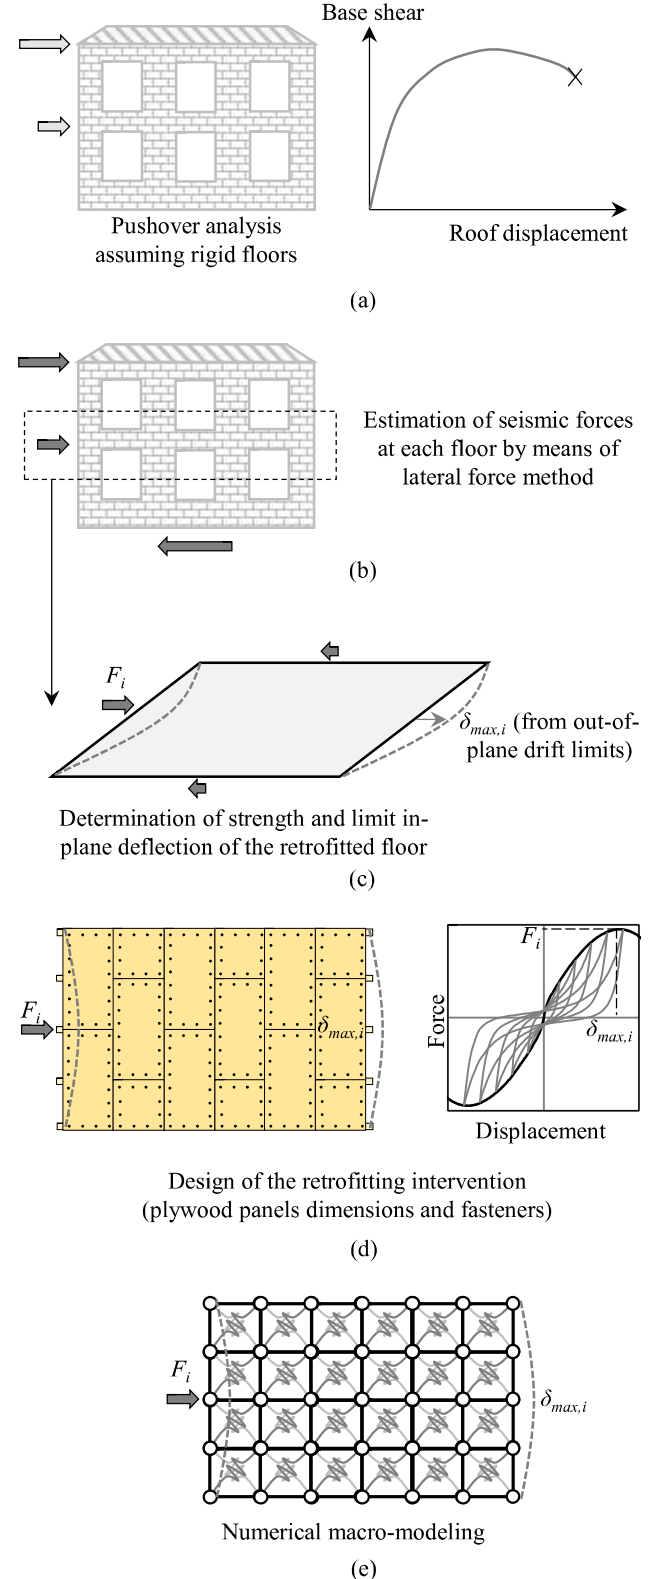 Base shear
Roof displacement
Pushover analysis
assuming rigid floors
(a)
Estimation of seismic forces
at each floor by means of
lateral force method
(b)
F_i
δ_max,i (from out-of-
plane drift limits)
Determination of strength and limit in-
plane deflection of the retrofitted floor
(c)
F_i
δ_max,i
Force
F_i
δ_max,i
Displacement
Design of the retrofitting intervention
(plywood panels dimensions and fasteners)
(d)
F_i
δ_max,i
Numerical macro-modeling
(e)